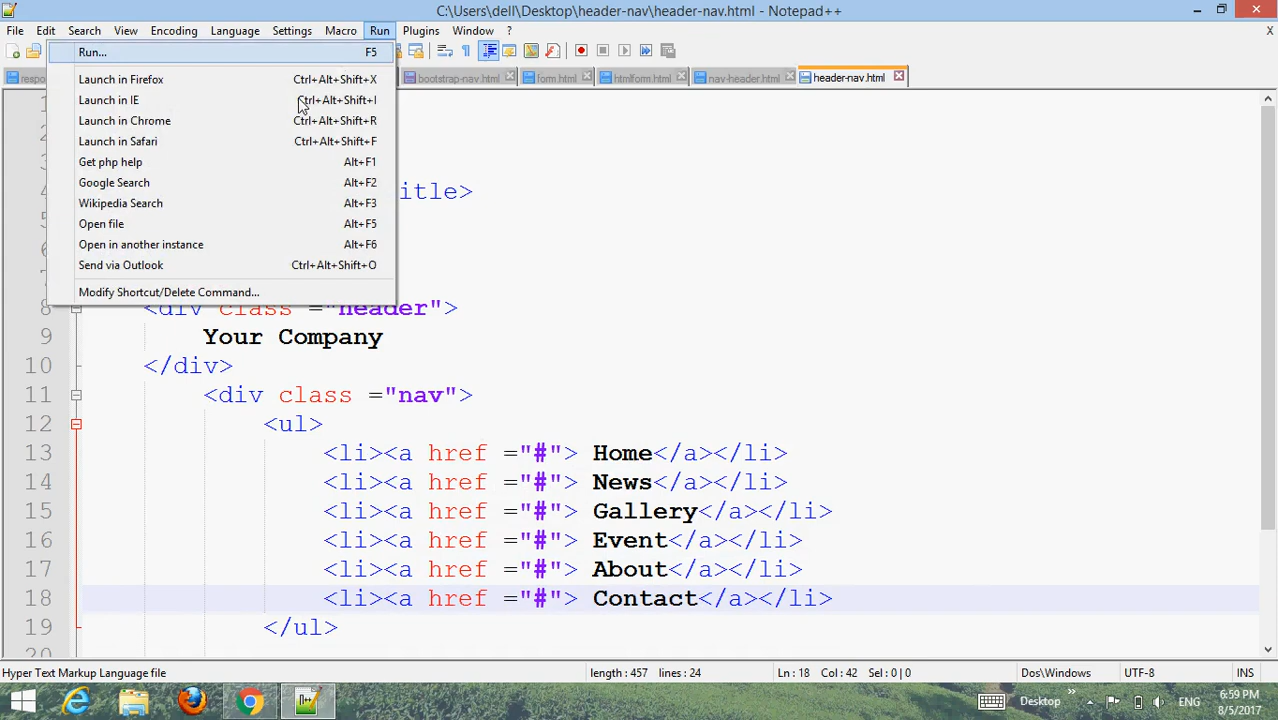 C:\Users\dell\Desktop\header-nav\header-nav.html - Notepad++
File Edit Search View Encoding Language Settings Macro Run Plugins Window ? X
respo bootstrap-nav.html form.html htmlform.html nav-header.html header-nav.html
Run... F5
Launch in Firefox Ctrl+Alt+Shift+X
Launch in IE Ctrl+Alt+Shift+I
Launch in Chrome Ctrl+Alt+Shift+R
Launch in Safari Ctrl+Alt+Shift+F
Get php help Alt+F1
Google Search Alt+F2
Wikipedia Search Alt+F3
Open file Alt+F5
Open in another instance Alt+F6
Send via Outlook Ctrl+Alt+Shift+O
Modify Shortcut/Delete Command...
itle>
8 <div class ="header">
9 Your Company
10 </div>
11 <div class ="nav">
12 <ul>
13 <li><a href ="#"> Home</a></li>
14 <li><a href ="#"> News</a></li>
15 <li><a href ="#"> Gallery</a></li>
16 <li><a href ="#"> Event</a></li>
17 <li><a href ="#"> About</a></li>
18 <li><a href ="#"> Contact</a></li>
19 </ul>
20
Hyper Text Markup Language file length : 457 lines : 24 Ln : 18 Col : 42 Sel : 0 | 0 Dos\Windows UTF-8 INS
Desktop ENG 6:59 PM
8/5/2017